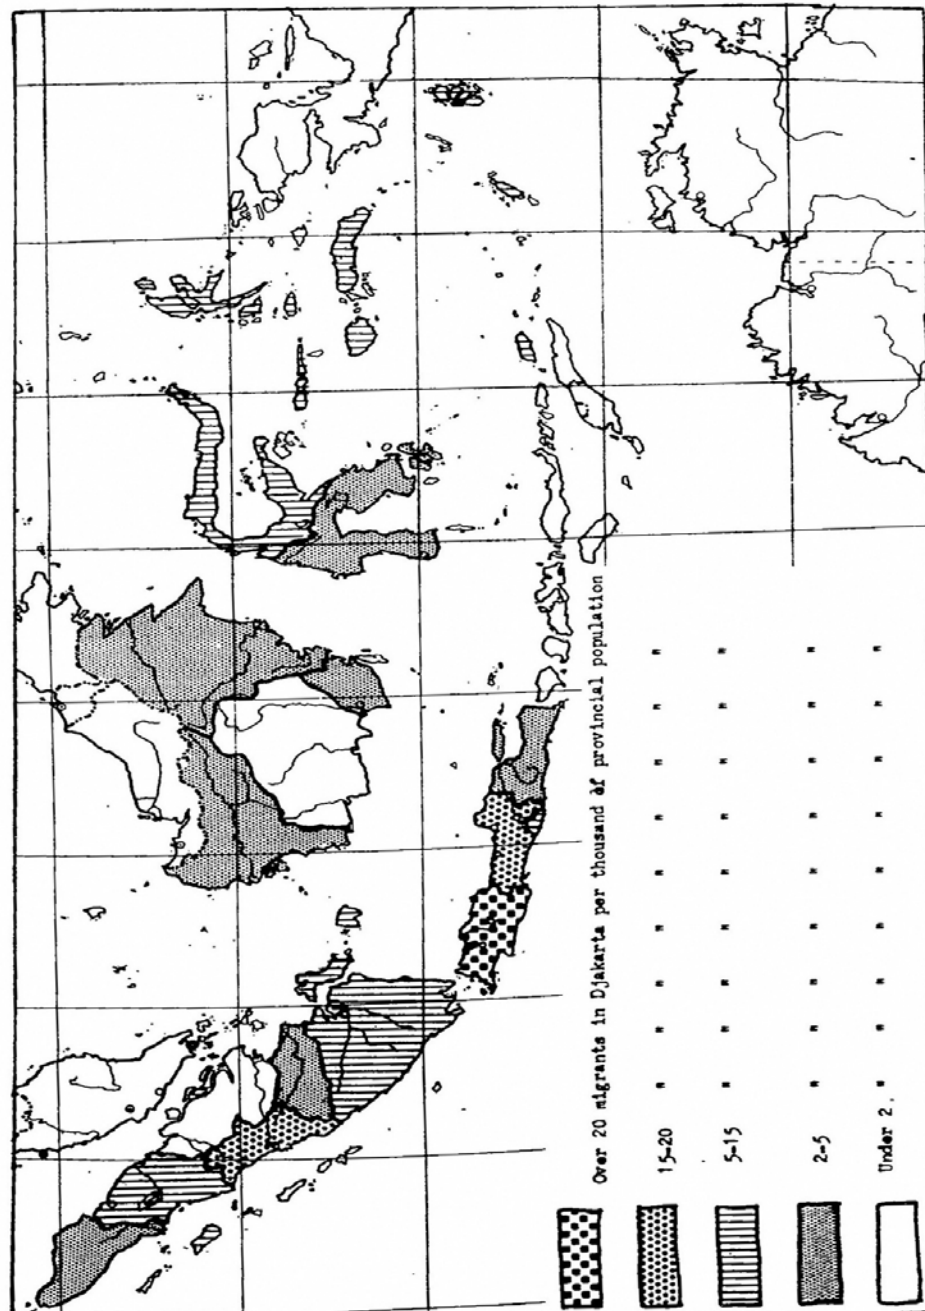 Over 20 migrants in Djakarta per thousand of provincial population
15-20 " " " " " " " " "
5-15 " " " " " " " " "
2-5 " " " " " " " " "
Under 2. " " " " " " " " "